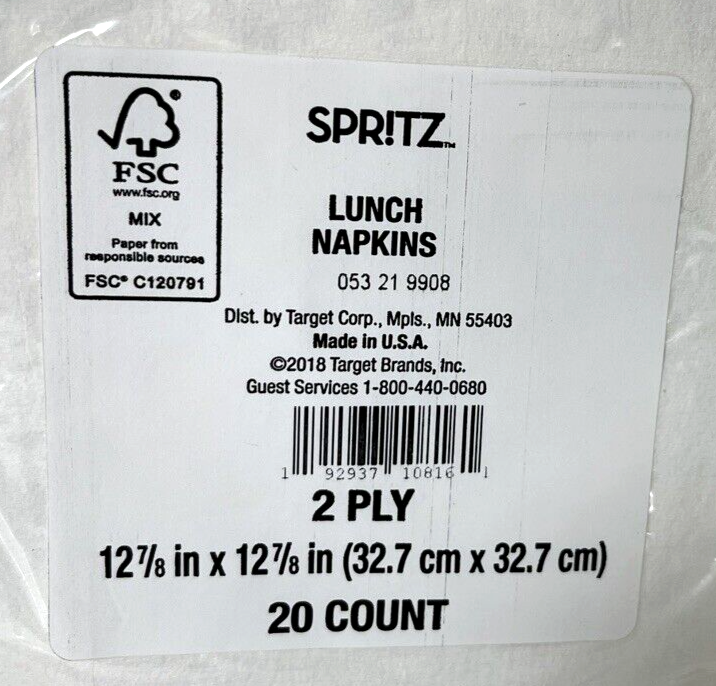 FSC
www.fsc.org
MIX
Paper from
responsible sources
FSC® C120791
SPR!TZ™
LUNCH
NAPKINS
053 21 9908
Dist. by Target Corp., Mpls., MN 55403
Made in U.S.A.
©2018 Target Brands, Inc.
Guest Services 1-800-440-0680
1 92937 10816 1
2 PLY
12⅞ in x 12⅞ in (32.7 cm x 32.7 cm)
20 COUNT